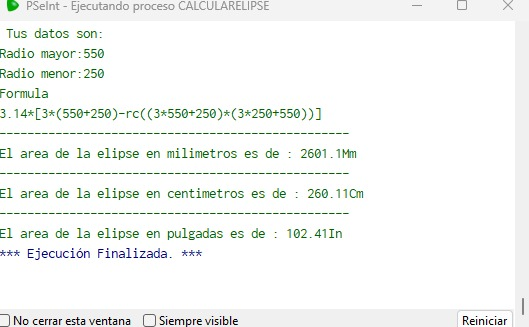 PSeInt - Ejecutando proceso CALCULARELIPSE
Tus datos son:
Radio mayor:550
Radio menor:250
Formula
3.14*[3*(550+250)-rc((3*550+250)*(3*250+550))]
--------------------------------------------------
El area de la elipse en milimetros es de : 2601.1Mm
--------------------------------------------------
El area de la elipse en centimetros es de : 260.11Cm
--------------------------------------------------
El area de la elipse en pulgadas es de : 102.41In
*** Ejecución Finalizada. ***
No cerrar esta ventana Siempre visible Reiniciar